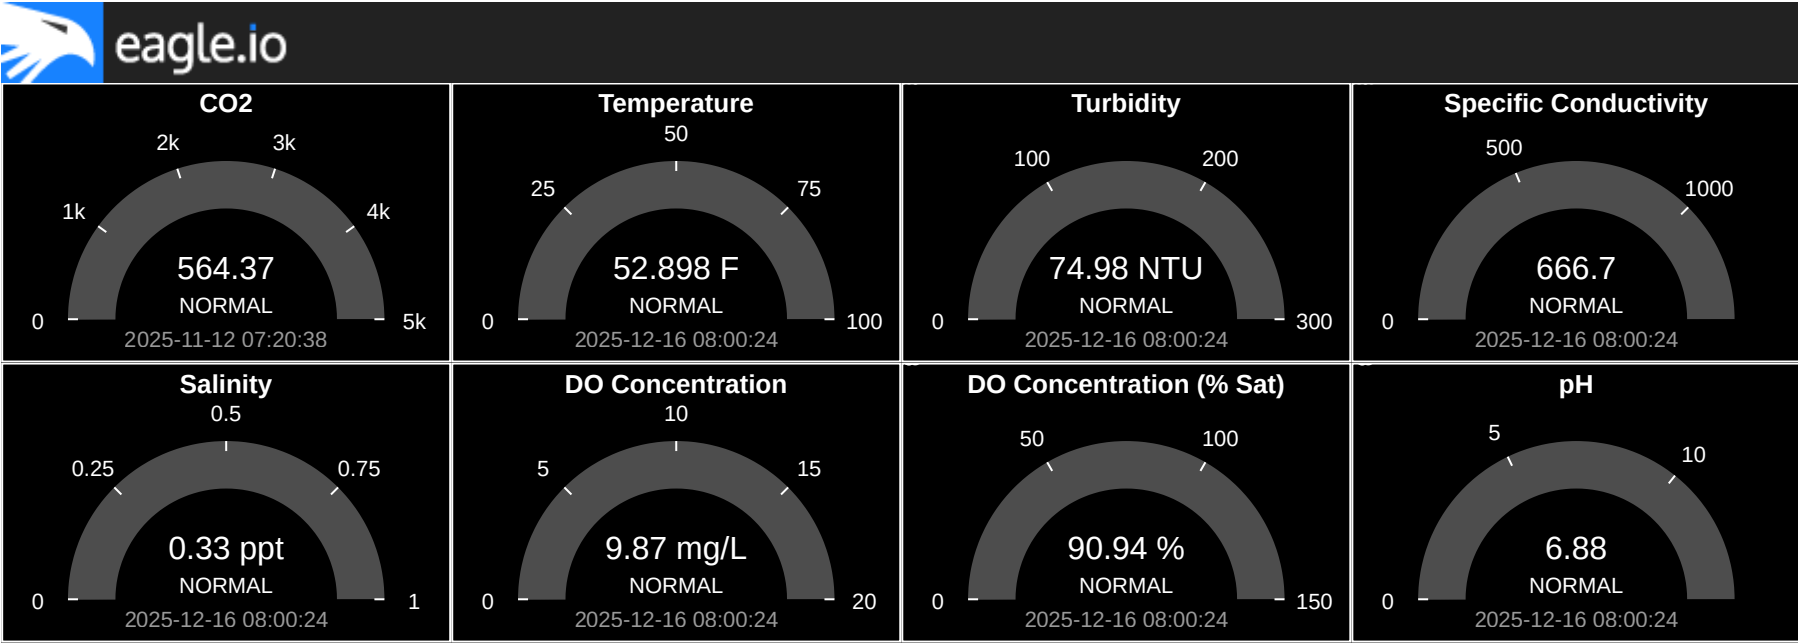 eagle.io
CO2
2k
3k
1k
4k
564.37
NORMAL
0
5k
2025-11-12 07:20:38
Temperature
50
25
75
52.898 F
NORMAL
0
100
2025-12-16 08:00:24
Turbidity
100
200
74.98 NTU
NORMAL
0
300
2025-12-16 08:00:24
Specific Conductivity
500
1000
666.7
NORMAL
0
2025-12-16 08:00:24
Salinity
0.5
0.25
0.75
0.33 ppt
NORMAL
0
1
2025-12-16 08:00:24
DO Concentration
10
5
15
9.87 mg/L
NORMAL
0
20
2025-12-16 08:00:24
DO Concentration (% Sat)
50
100
90.94 %
NORMAL
0
150
2025-12-16 08:00:24
pH
5
10
6.88
NORMAL
0
2025-12-16 08:00:24